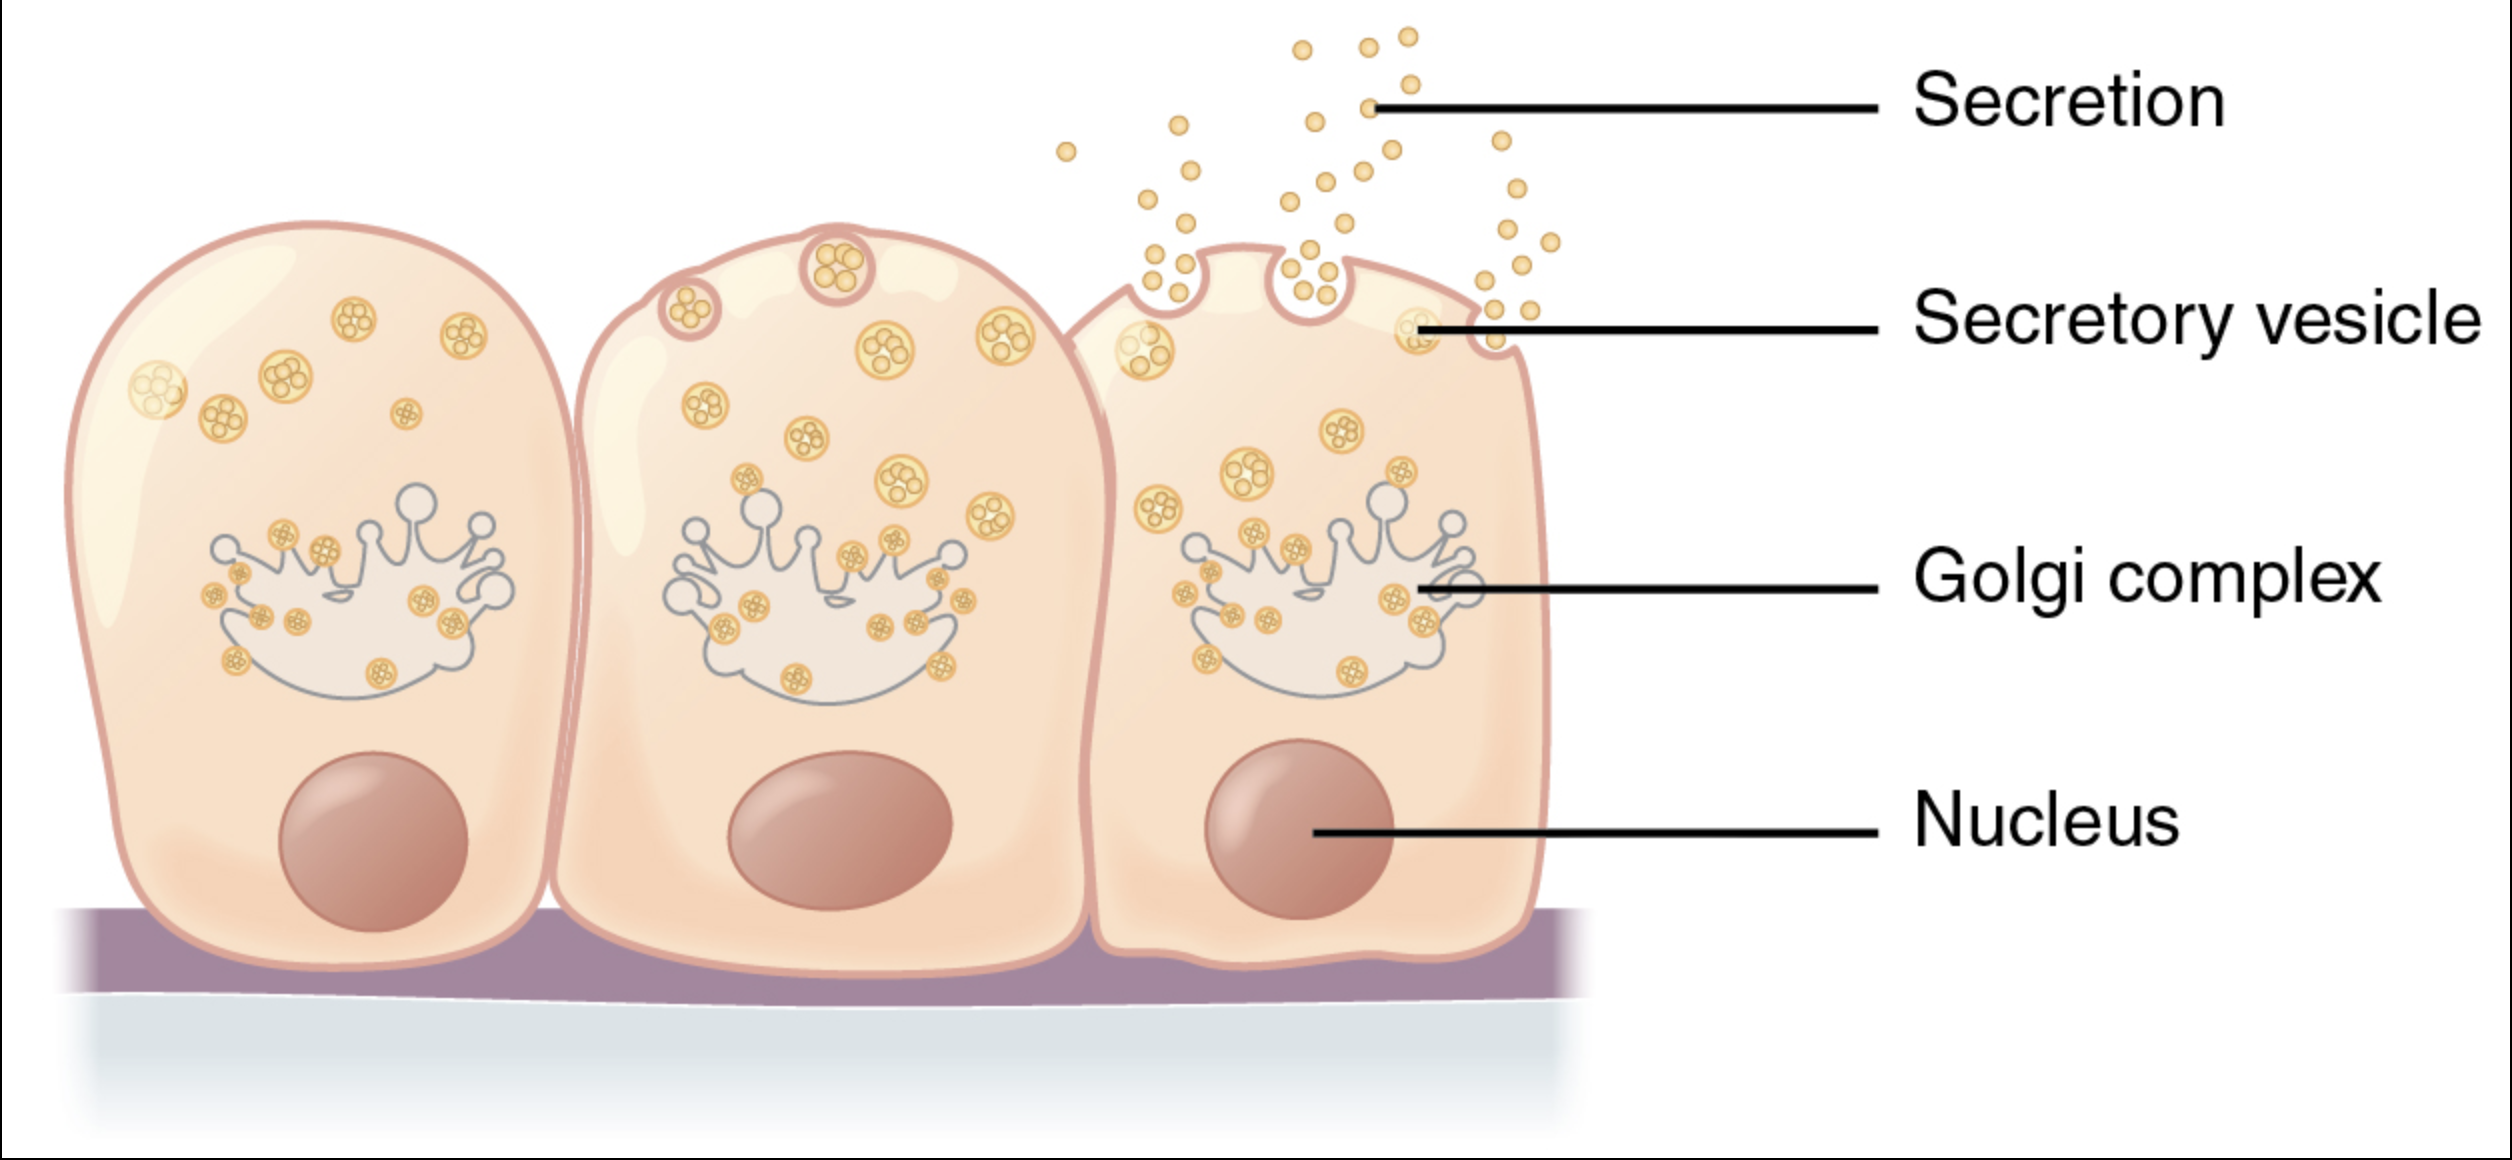 Secretion
Secretory vesicle
Golgi complex
Nucleus